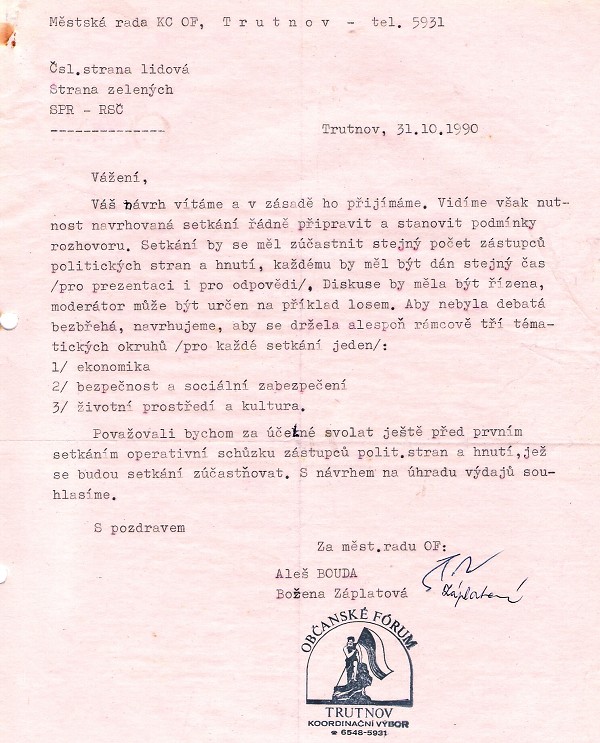 Městská rada KC OF, T r u t n o v - tel. 5931
Čsl.strana lidová
Strana zelených
SPR - RSČ
--------------
Trutnov, 31.10.1990
Vážení,
Váš návrh vítáme a v zásadě ho přijímáme. Vidíme však nut-
nost navrhovaná setkání řádně připravit a stanovit podmínky
rozhovoru. Setkání by se měl zúčastnit stejný počet zástupců
politických stran a hnutí, každému by měl být dán stejný čas
/pro prezentaci i pro odpovědi/. Diskuse by měla být řízena,
moderátor může být určen na příklad losem. Aby nebyla debatá
bezbřehá, navrhujeme, aby se držela alespoň rámcově tří téma-
tických okruhů /pro každé setkání jeden/:
1/ ekonomika
2/ bezpečnost a sociální zabezpečení
3/ životní prostředí a kultura.
Považovali bychom za účelné svolat ještě před prvním
setkáním operativní schůzku zástupců polit.stran a hnutí,jež
se budou setkání zúčastňovat. S návrhem na úhradu výdajů sou-
hlasíme.
S pozdravem
Za měst.radu OF:
Aleš BOUDA
Božena Záplatová
Záplatová
OBČANSKÉ FÓRUM
TRUTNOV
KOORDINAČNÍ VÝBOR
☎ 6548-5931